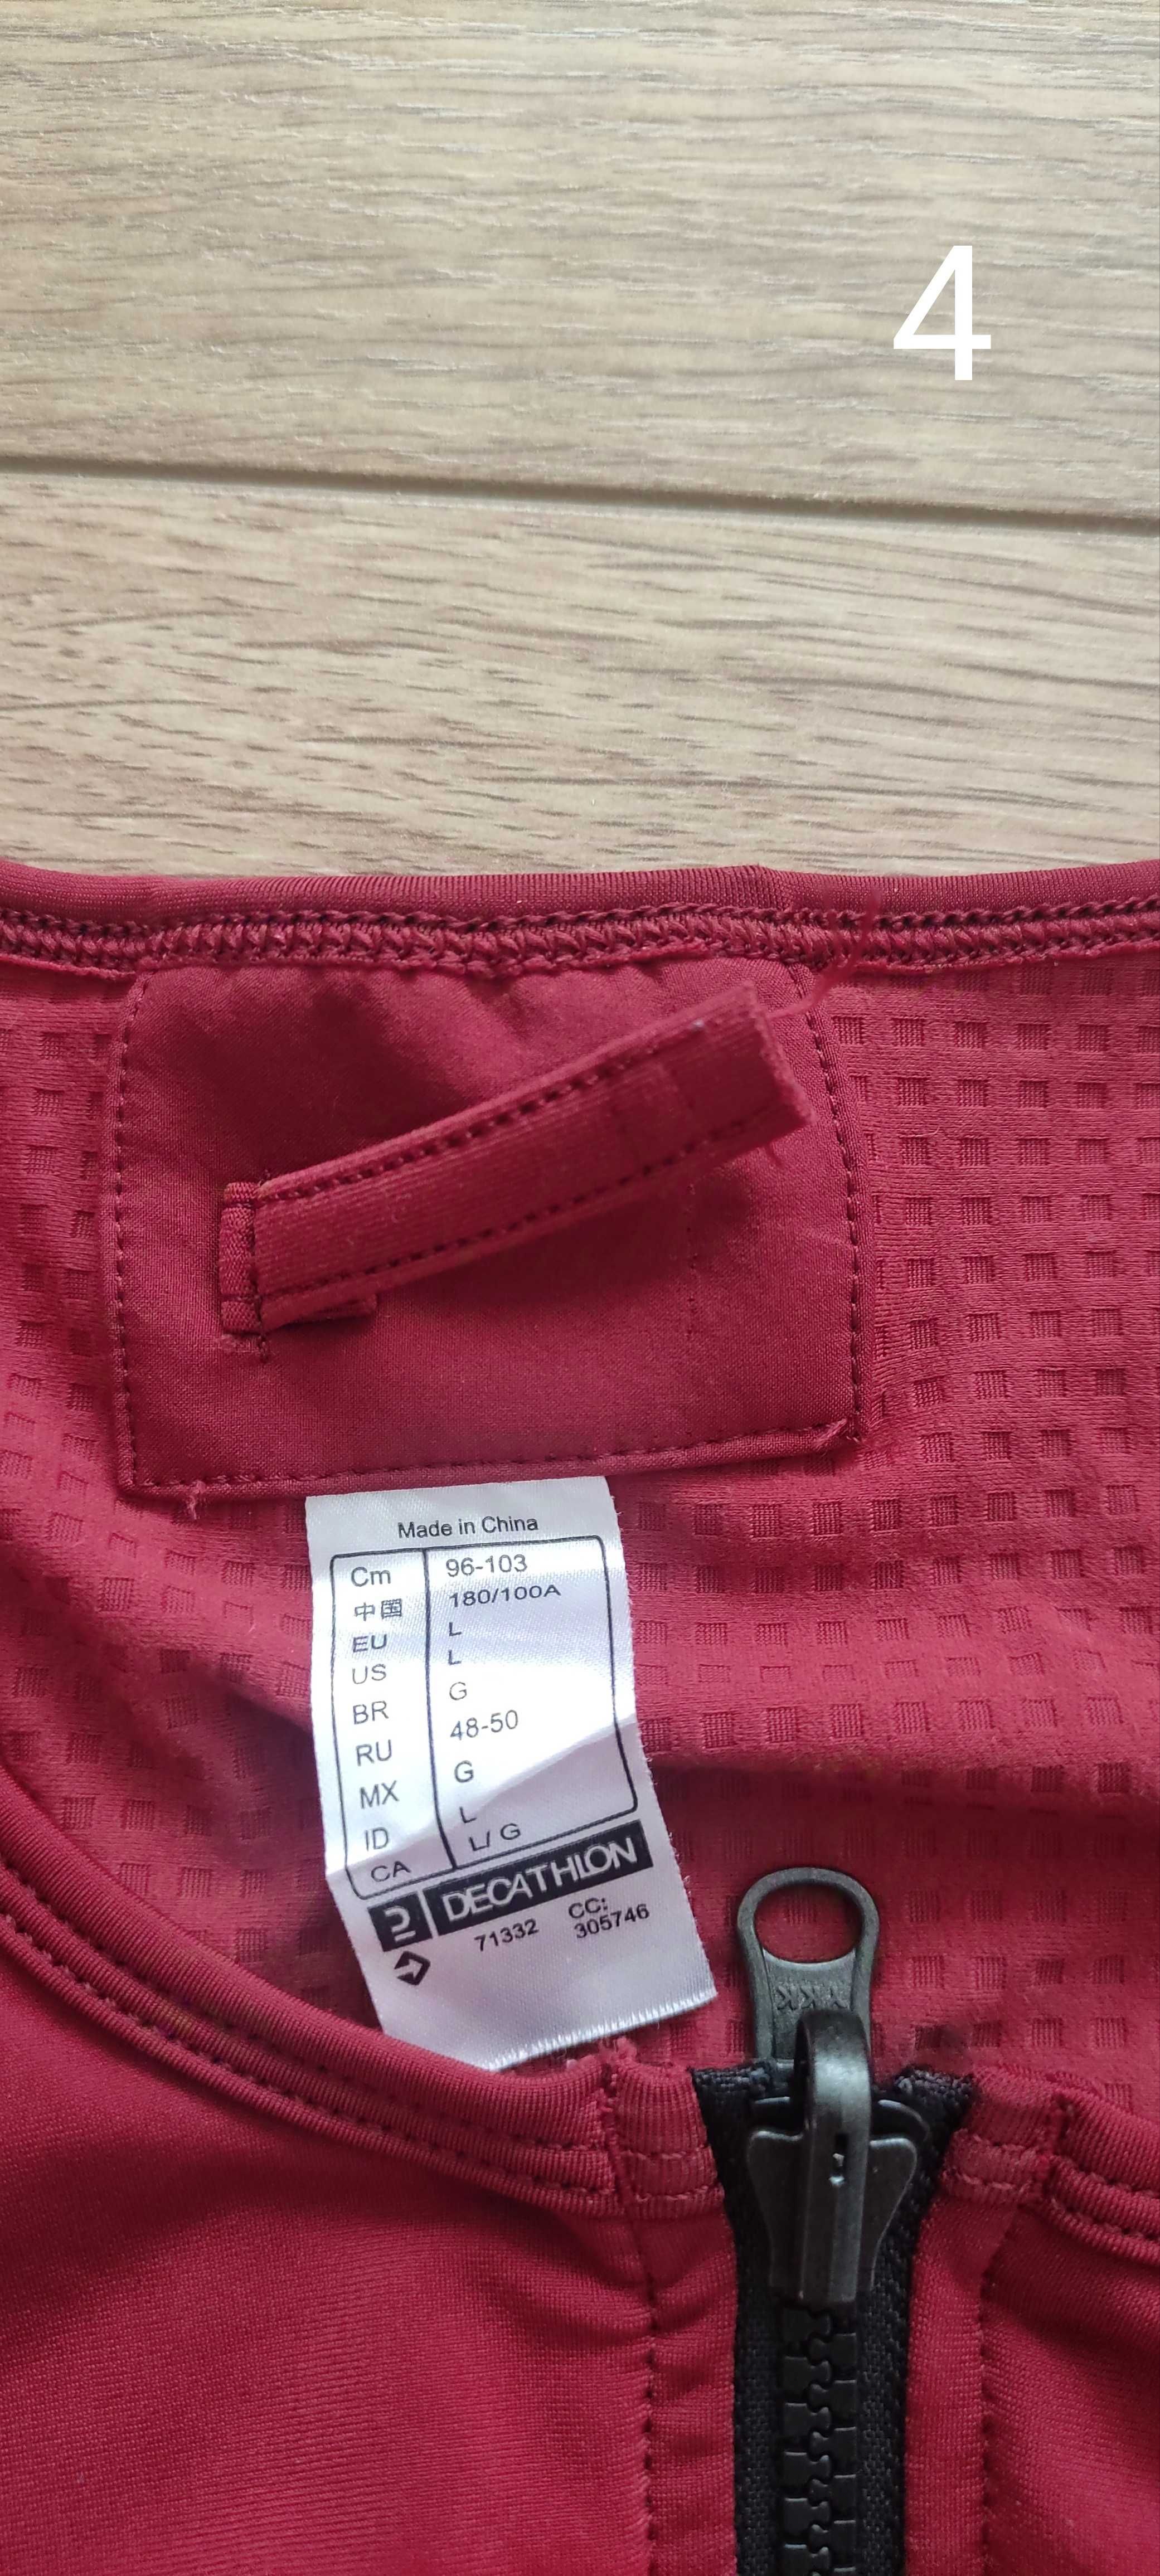 4
Made in China
Cm 96-103
中国 180/100A
EU L
US L
BR G
RU 48-50
MX G
ID L
CA L/ G
DECATHLON
71332 CC: 305746
YKK